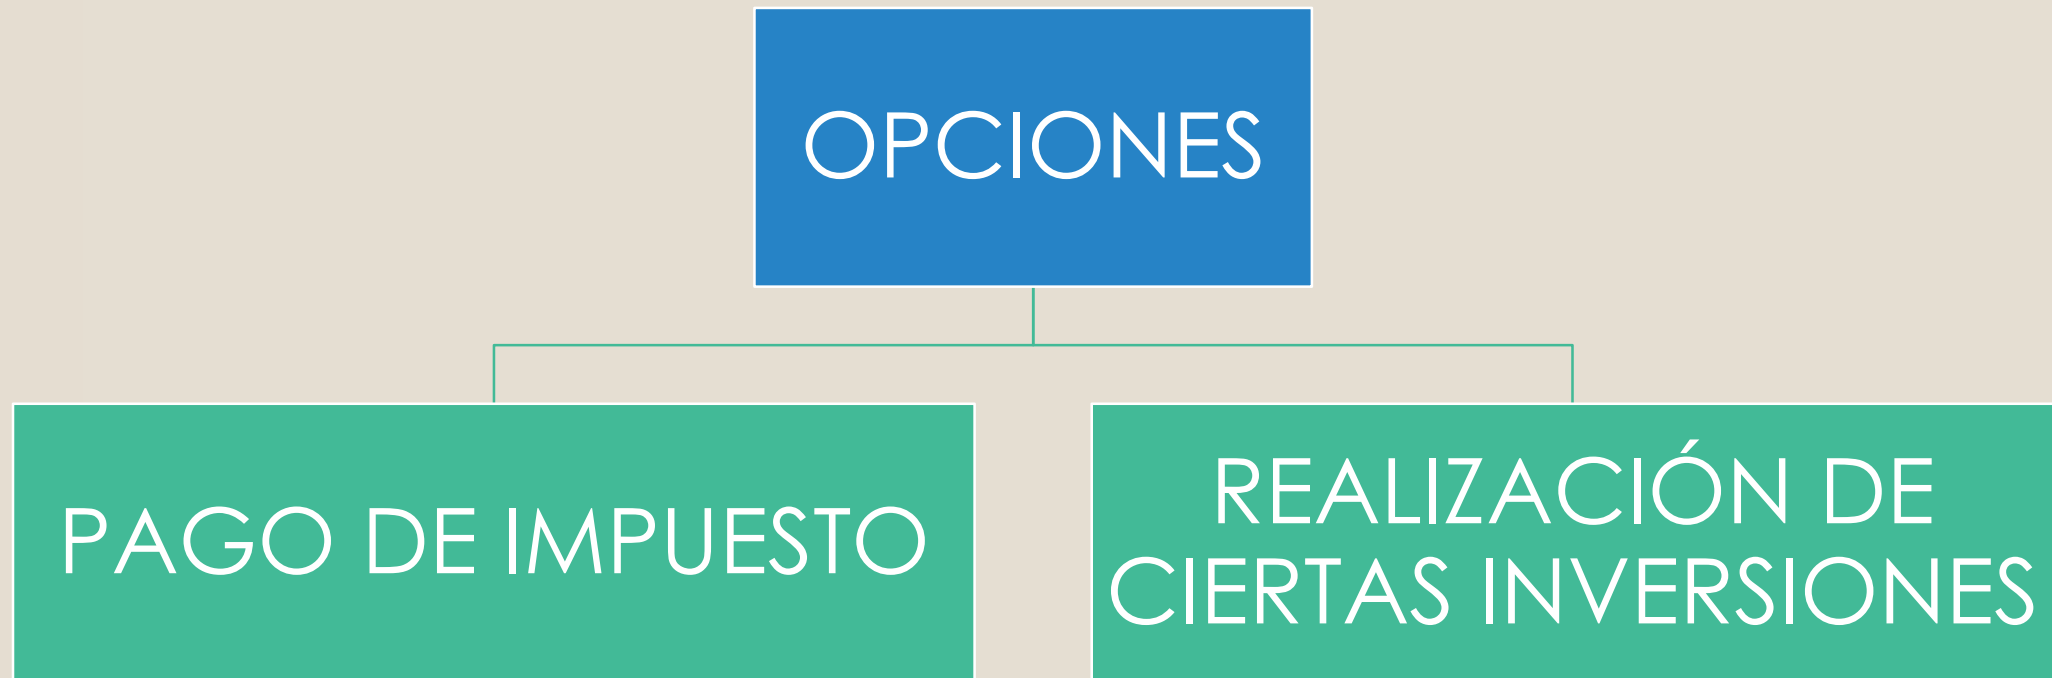 OPCIONES
PAGO DE IMPUESTO
REALIZACIÓN DE
CIERTAS INVERSIONES